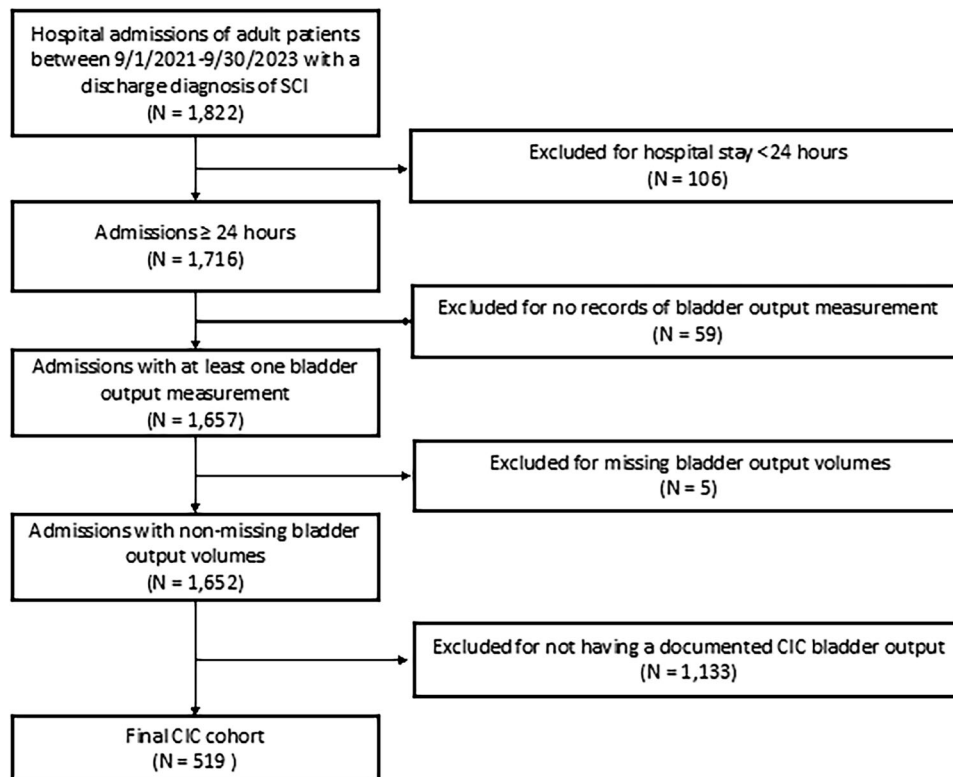 Hospital admissions of adult patients
between 9/1/2021-9/30/2023 with a
discharge diagnosis of SCI
(N = 1,822)
Excluded for hospital stay <24 hours
(N = 106)
Admissions ≥ 24 hours
(N = 1,716)
Excluded for no records of bladder output measurement
(N = 59)
Admissions with at least one bladder
output measurement
(N = 1,657)
Excluded for missing bladder output volumes
(N = 5)
Admissions with non-missing bladder
output volumes
(N = 1,652)
Excluded for not having a documented CIC bladder output
(N = 1,133)
Final CIC cohort
(N = 519 )